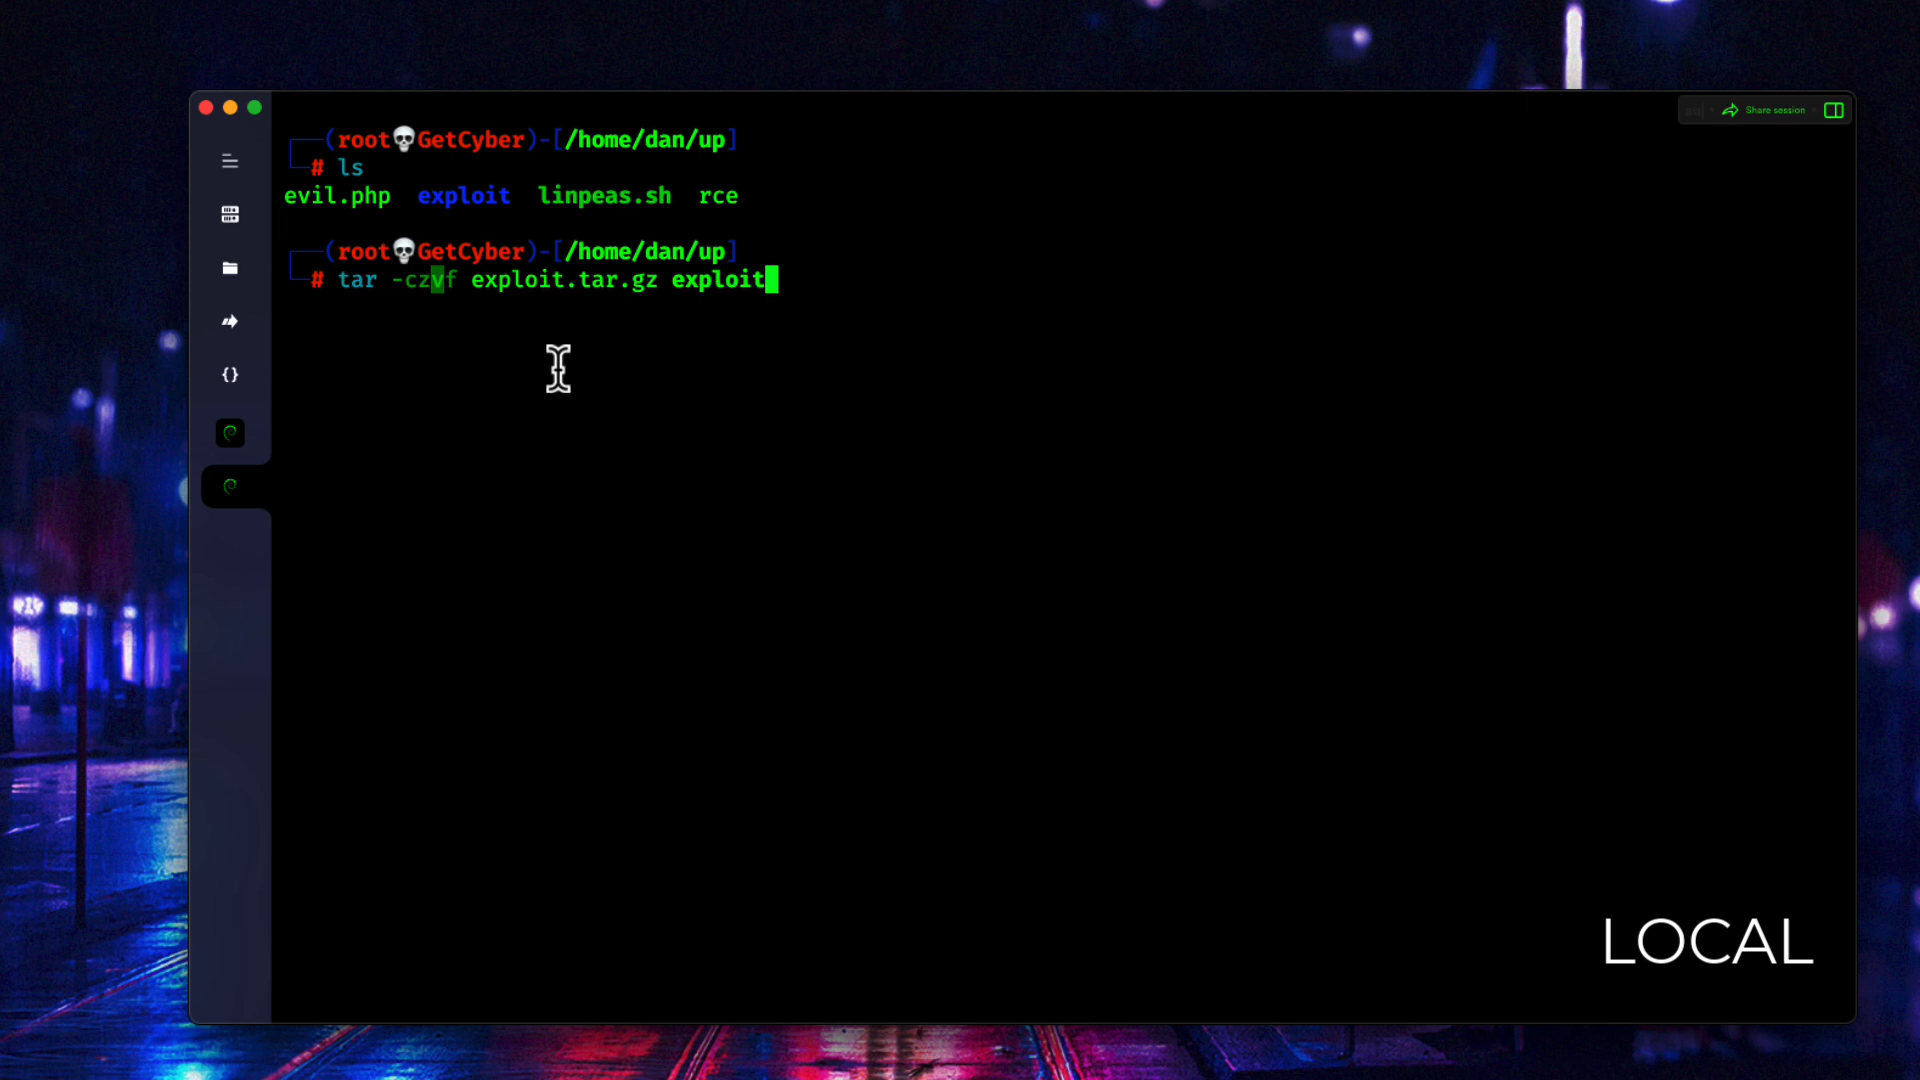 Share session
┌──(root💀GetCyber)-[/home/dan/up]
└─# ls
evil.php exploit linpeas.sh rce
┌──(root💀GetCyber)-[/home/dan/up]
└─# tar -czvf exploit.tar.gz exploit
LOCAL